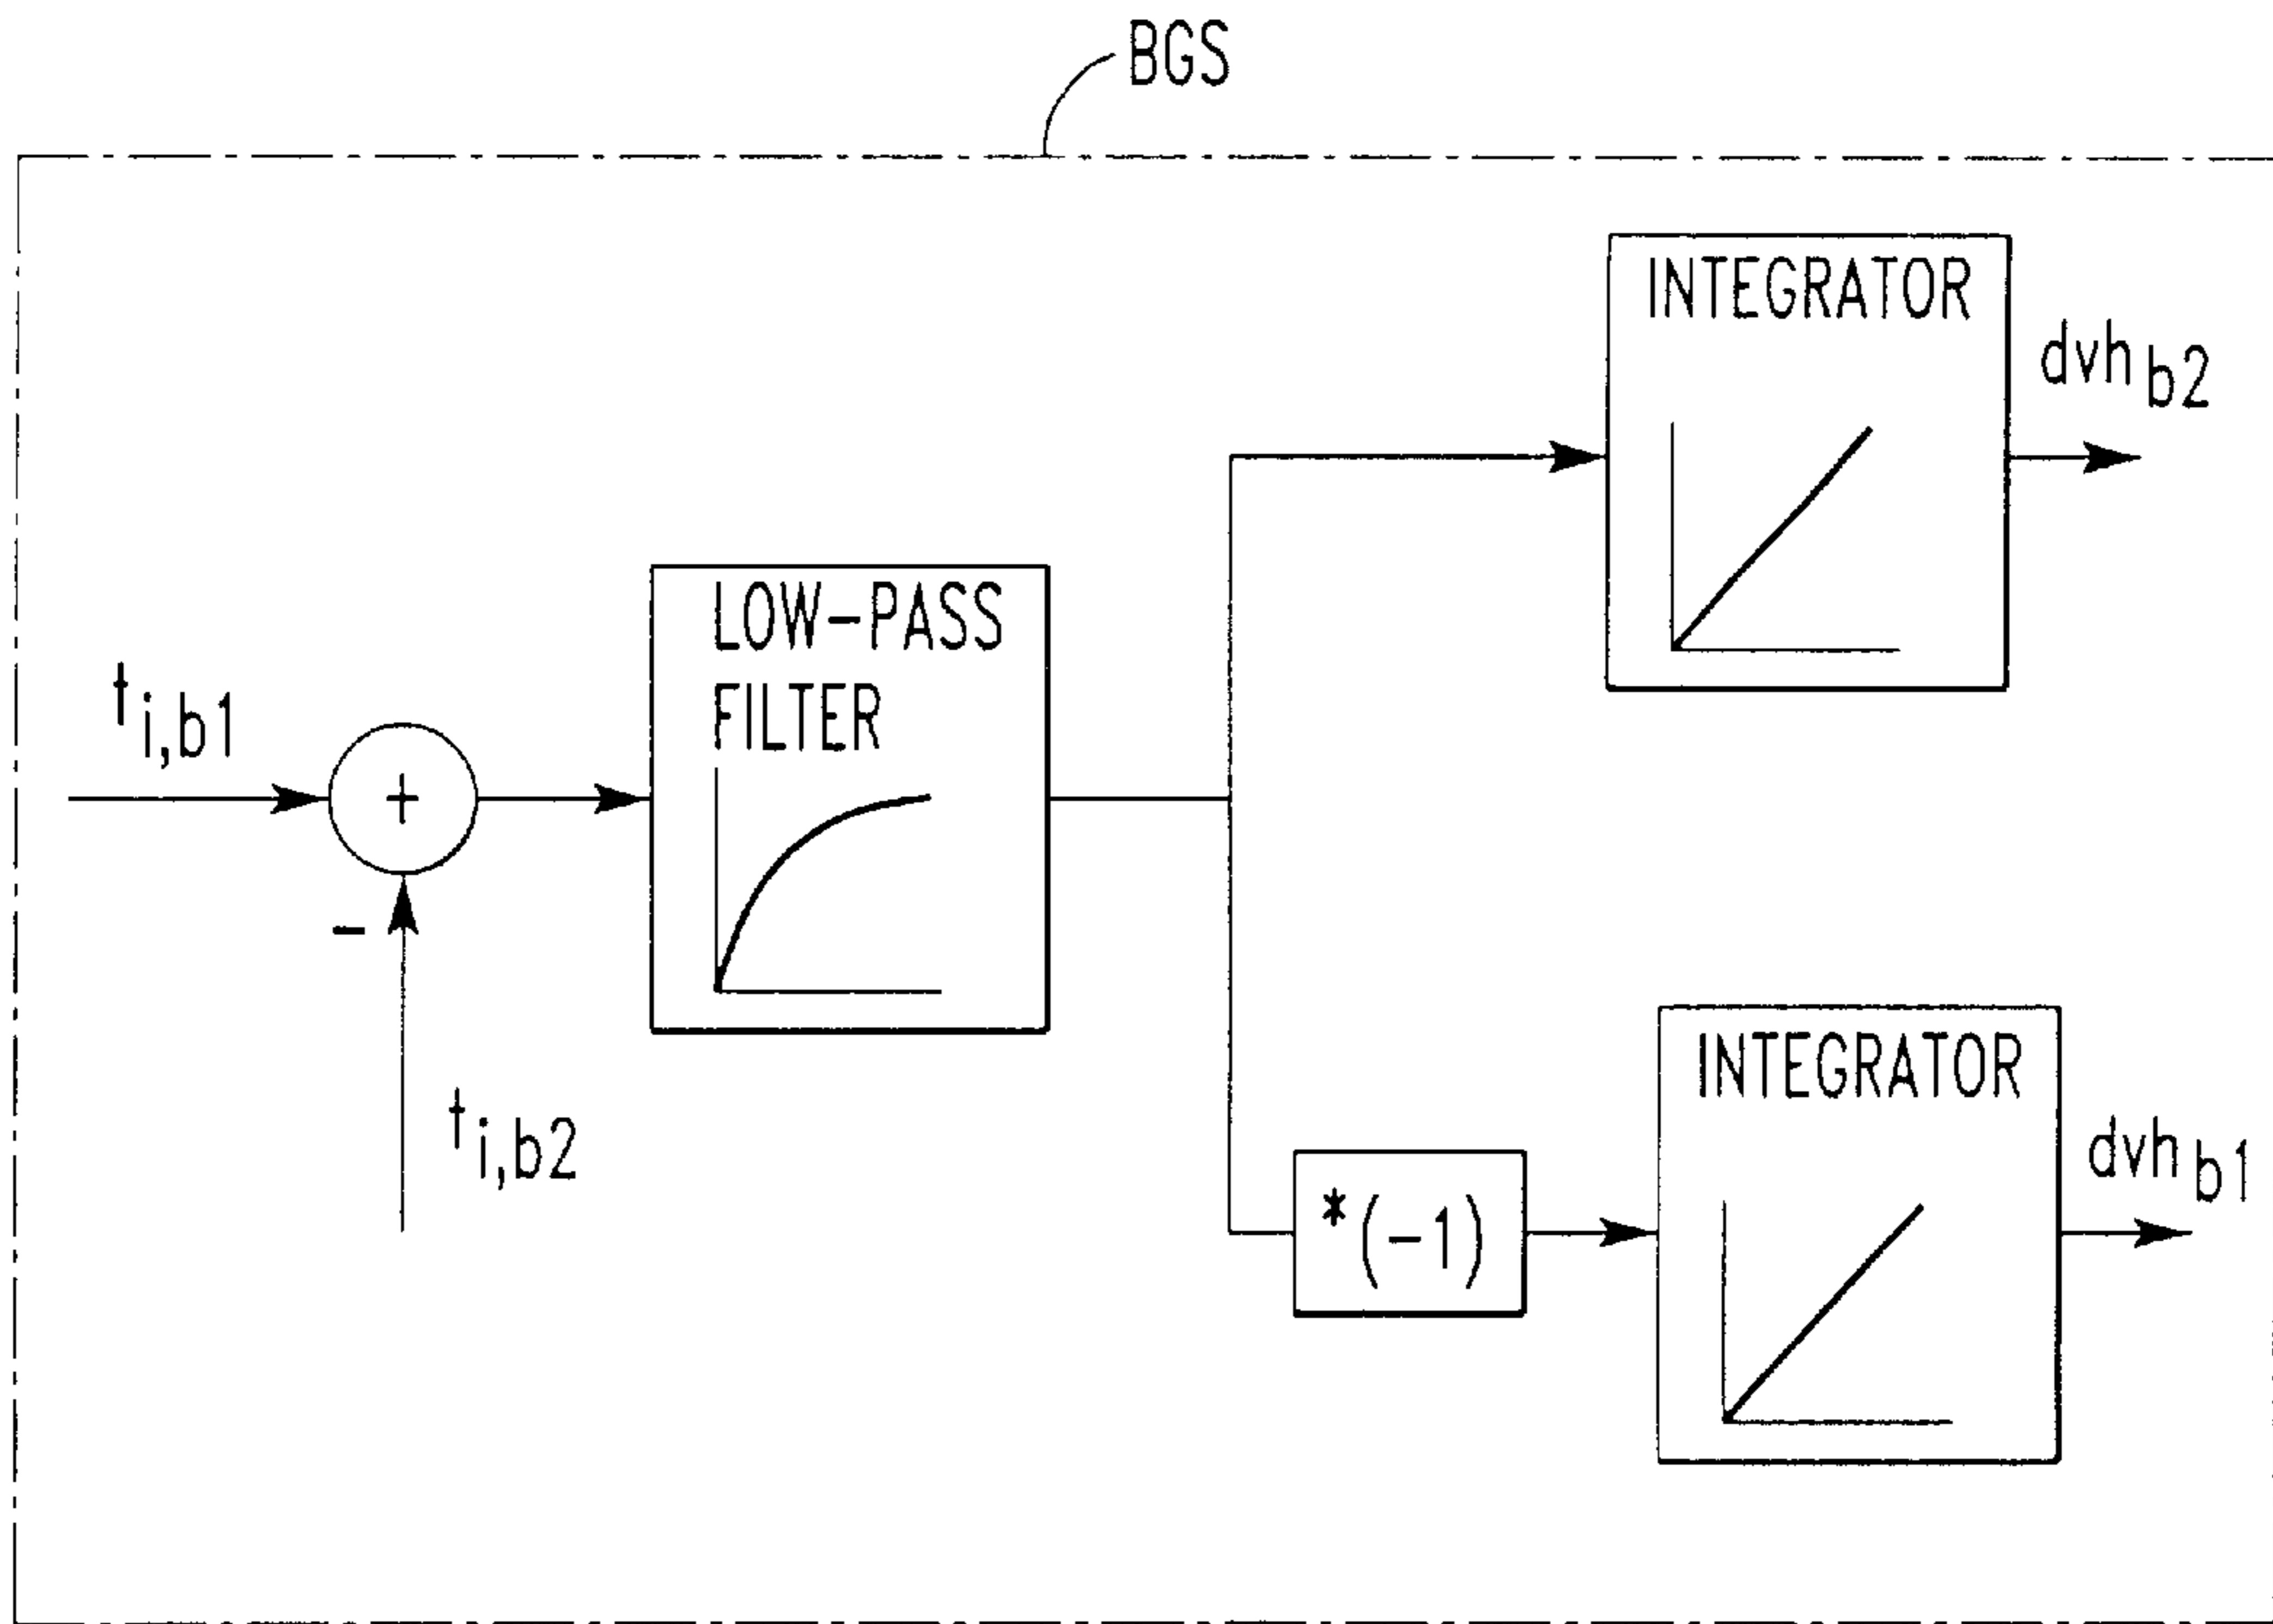 BGS
INTEGRATOR
dvh b2
LOW-PASS
FILTER
t i,b1
+
-
t i,b2
INTEGRATOR
dvh b1
*(-1)